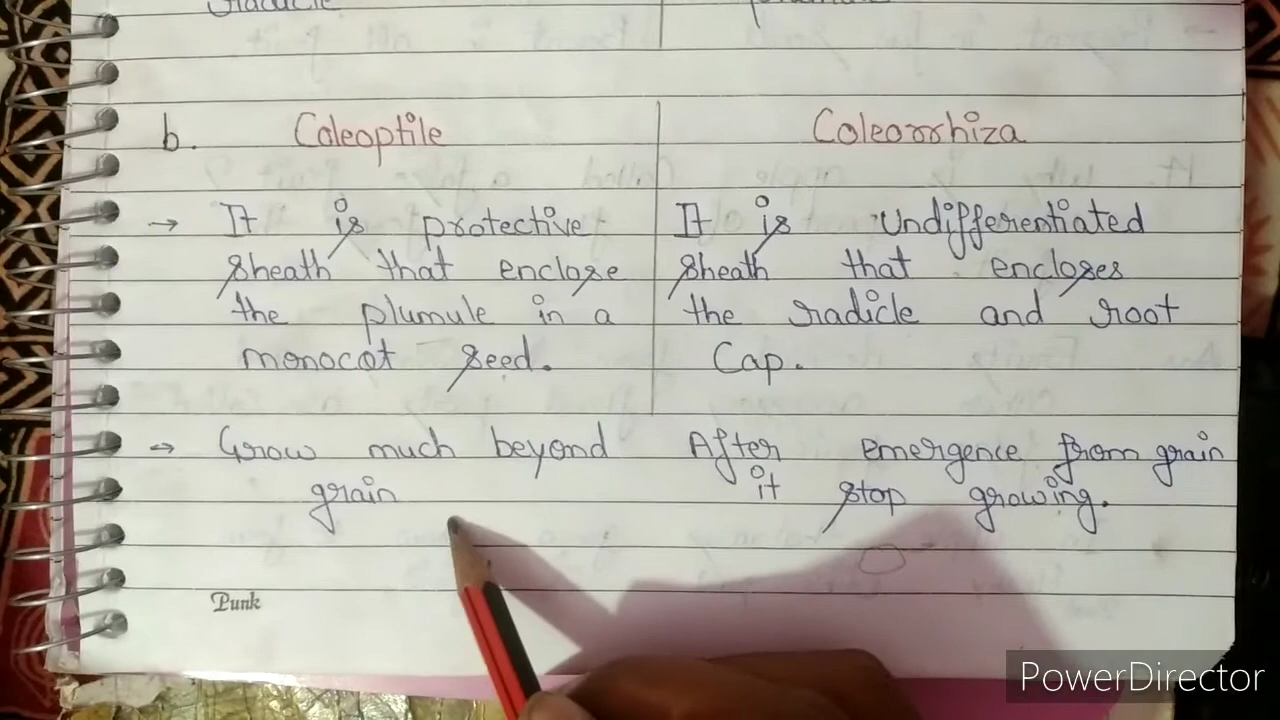 Radicle
b. Coleoptile Coleorrhiza
→ It is protective
sheath that enclose
the plumule in a
monocot seed.
It is Undifferentiated
sheath that encloses
the radicle and root
Cap.
→ Grow much beyond
grain
After emergence from grain
it stop growing.
Punk
PowerDirector